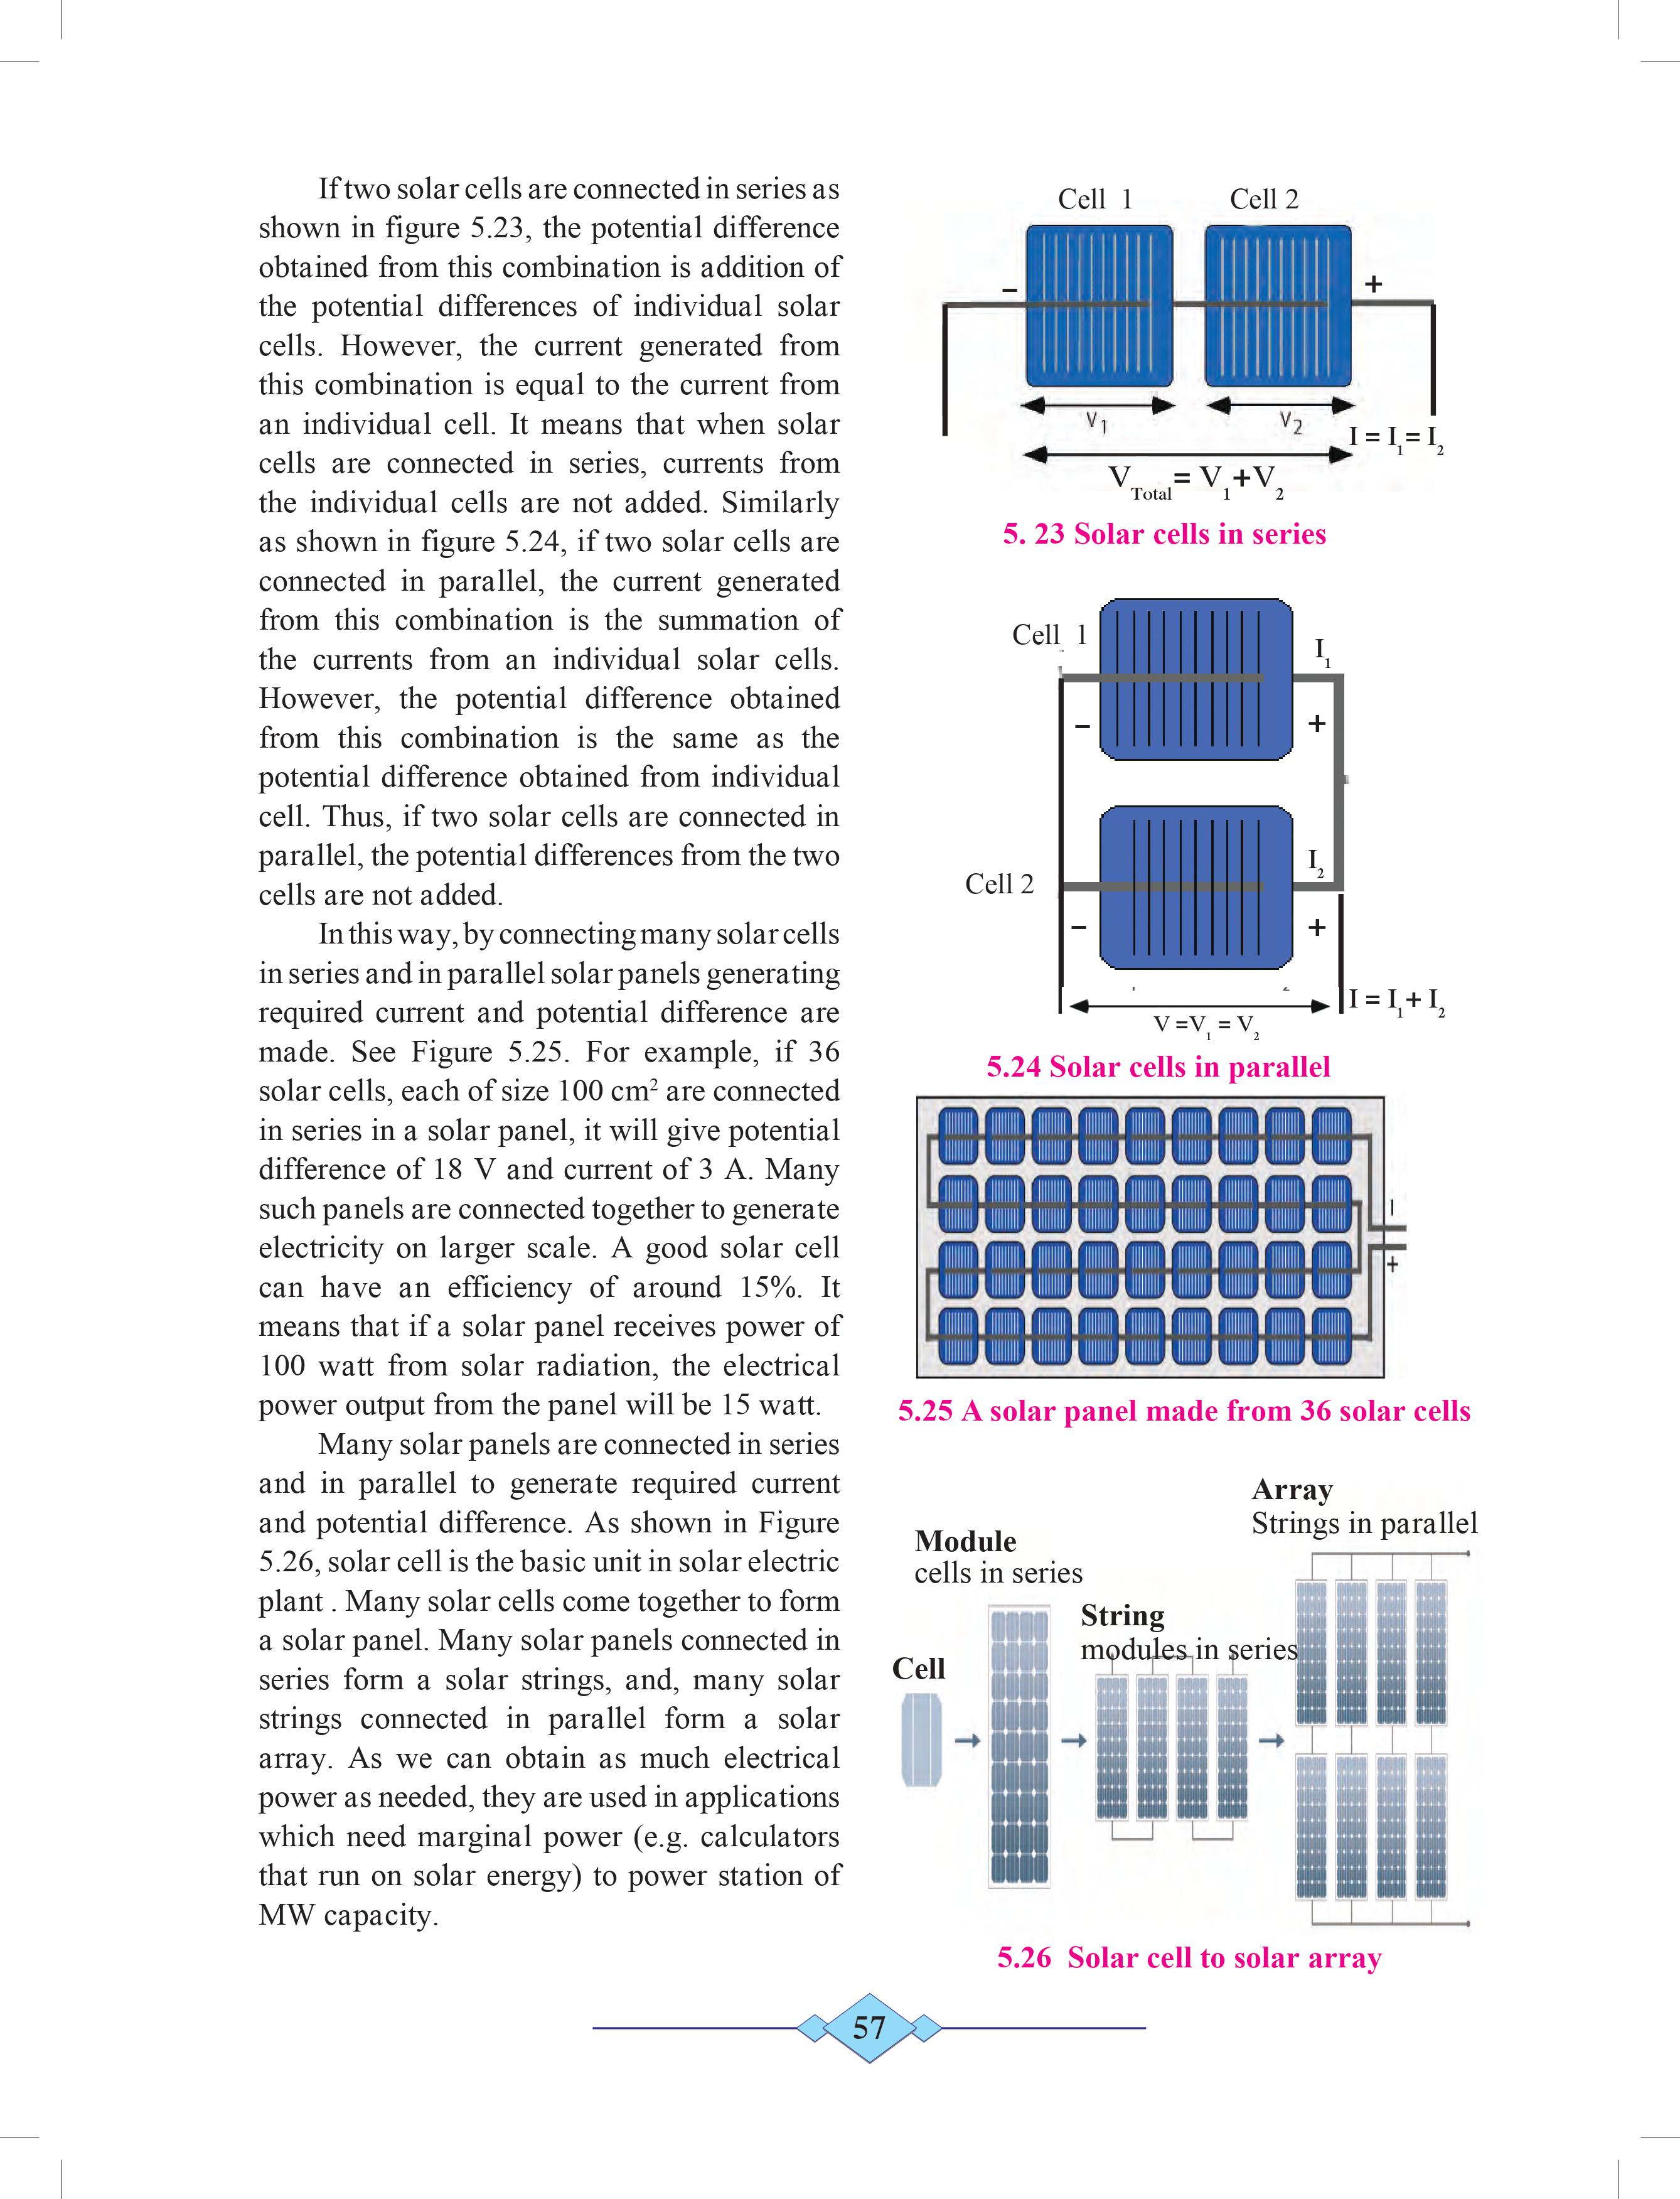 If two solar cells are connected in series as
shown in figure 5.23, the potential difference
obtained from this combination is addition of
the potential differences of individual solar
cells. However, the current generated from
this combination is equal to the current from
an individual cell. It means that when solar
cells are connected in series, currents from
the individual cells are not added. Similarly
as shown in figure 5.24, if two solar cells are
connected in parallel, the current generated
from this combination is the summation of
the currents from an individual solar cells.
However, the potential difference obtained
from this combination is the same as the
potential difference obtained from individual
cell. Thus, if two solar cells are connected in
parallel, the potential differences from the two
cells are not added.
In this way, by connecting many solar cells
in series and in parallel solar panels generating
required current and potential difference are
made. See Figure 5.25. For example, if 36
solar cells, each of size 100 cm² are connected
in series in a solar panel, it will give potential
difference of 18 V and current of 3 A. Many
such panels are connected together to generate
electricity on larger scale. A good solar cell
can have an efficiency of around 15%. It
means that if a solar panel receives power of
100 watt from solar radiation, the electrical
power output from the panel will be 15 watt.
Many solar panels are connected in series
and in parallel to generate required current
and potential difference. As shown in Figure
5.26, solar cell is the basic unit in solar electric
plant . Many solar cells come together to form
a solar panel. Many solar panels connected in
series form a solar strings, and, many solar
strings connected in parallel form a solar
array. As we can obtain as much electrical
power as needed, they are used in applications
which need marginal power (e.g. calculators
that run on solar energy) to power station of
MW capacity.
Cell 1 Cell 2
− +
V₁ V₂
I = I₁ = I₂
V_Total = V₁+V₂
5. 23 Solar cells in series
Cell 1
I₁
− +
Cell 2
I₂
− +
I = I₁ + I₂
V =V₁ = V₂
5.24 Solar cells in parallel
−
+
5.25 A solar panel made from 36 solar cells
Array
Strings in parallel
Module
cells in series
String
modules in series
Cell
5.26 Solar cell to solar array
57